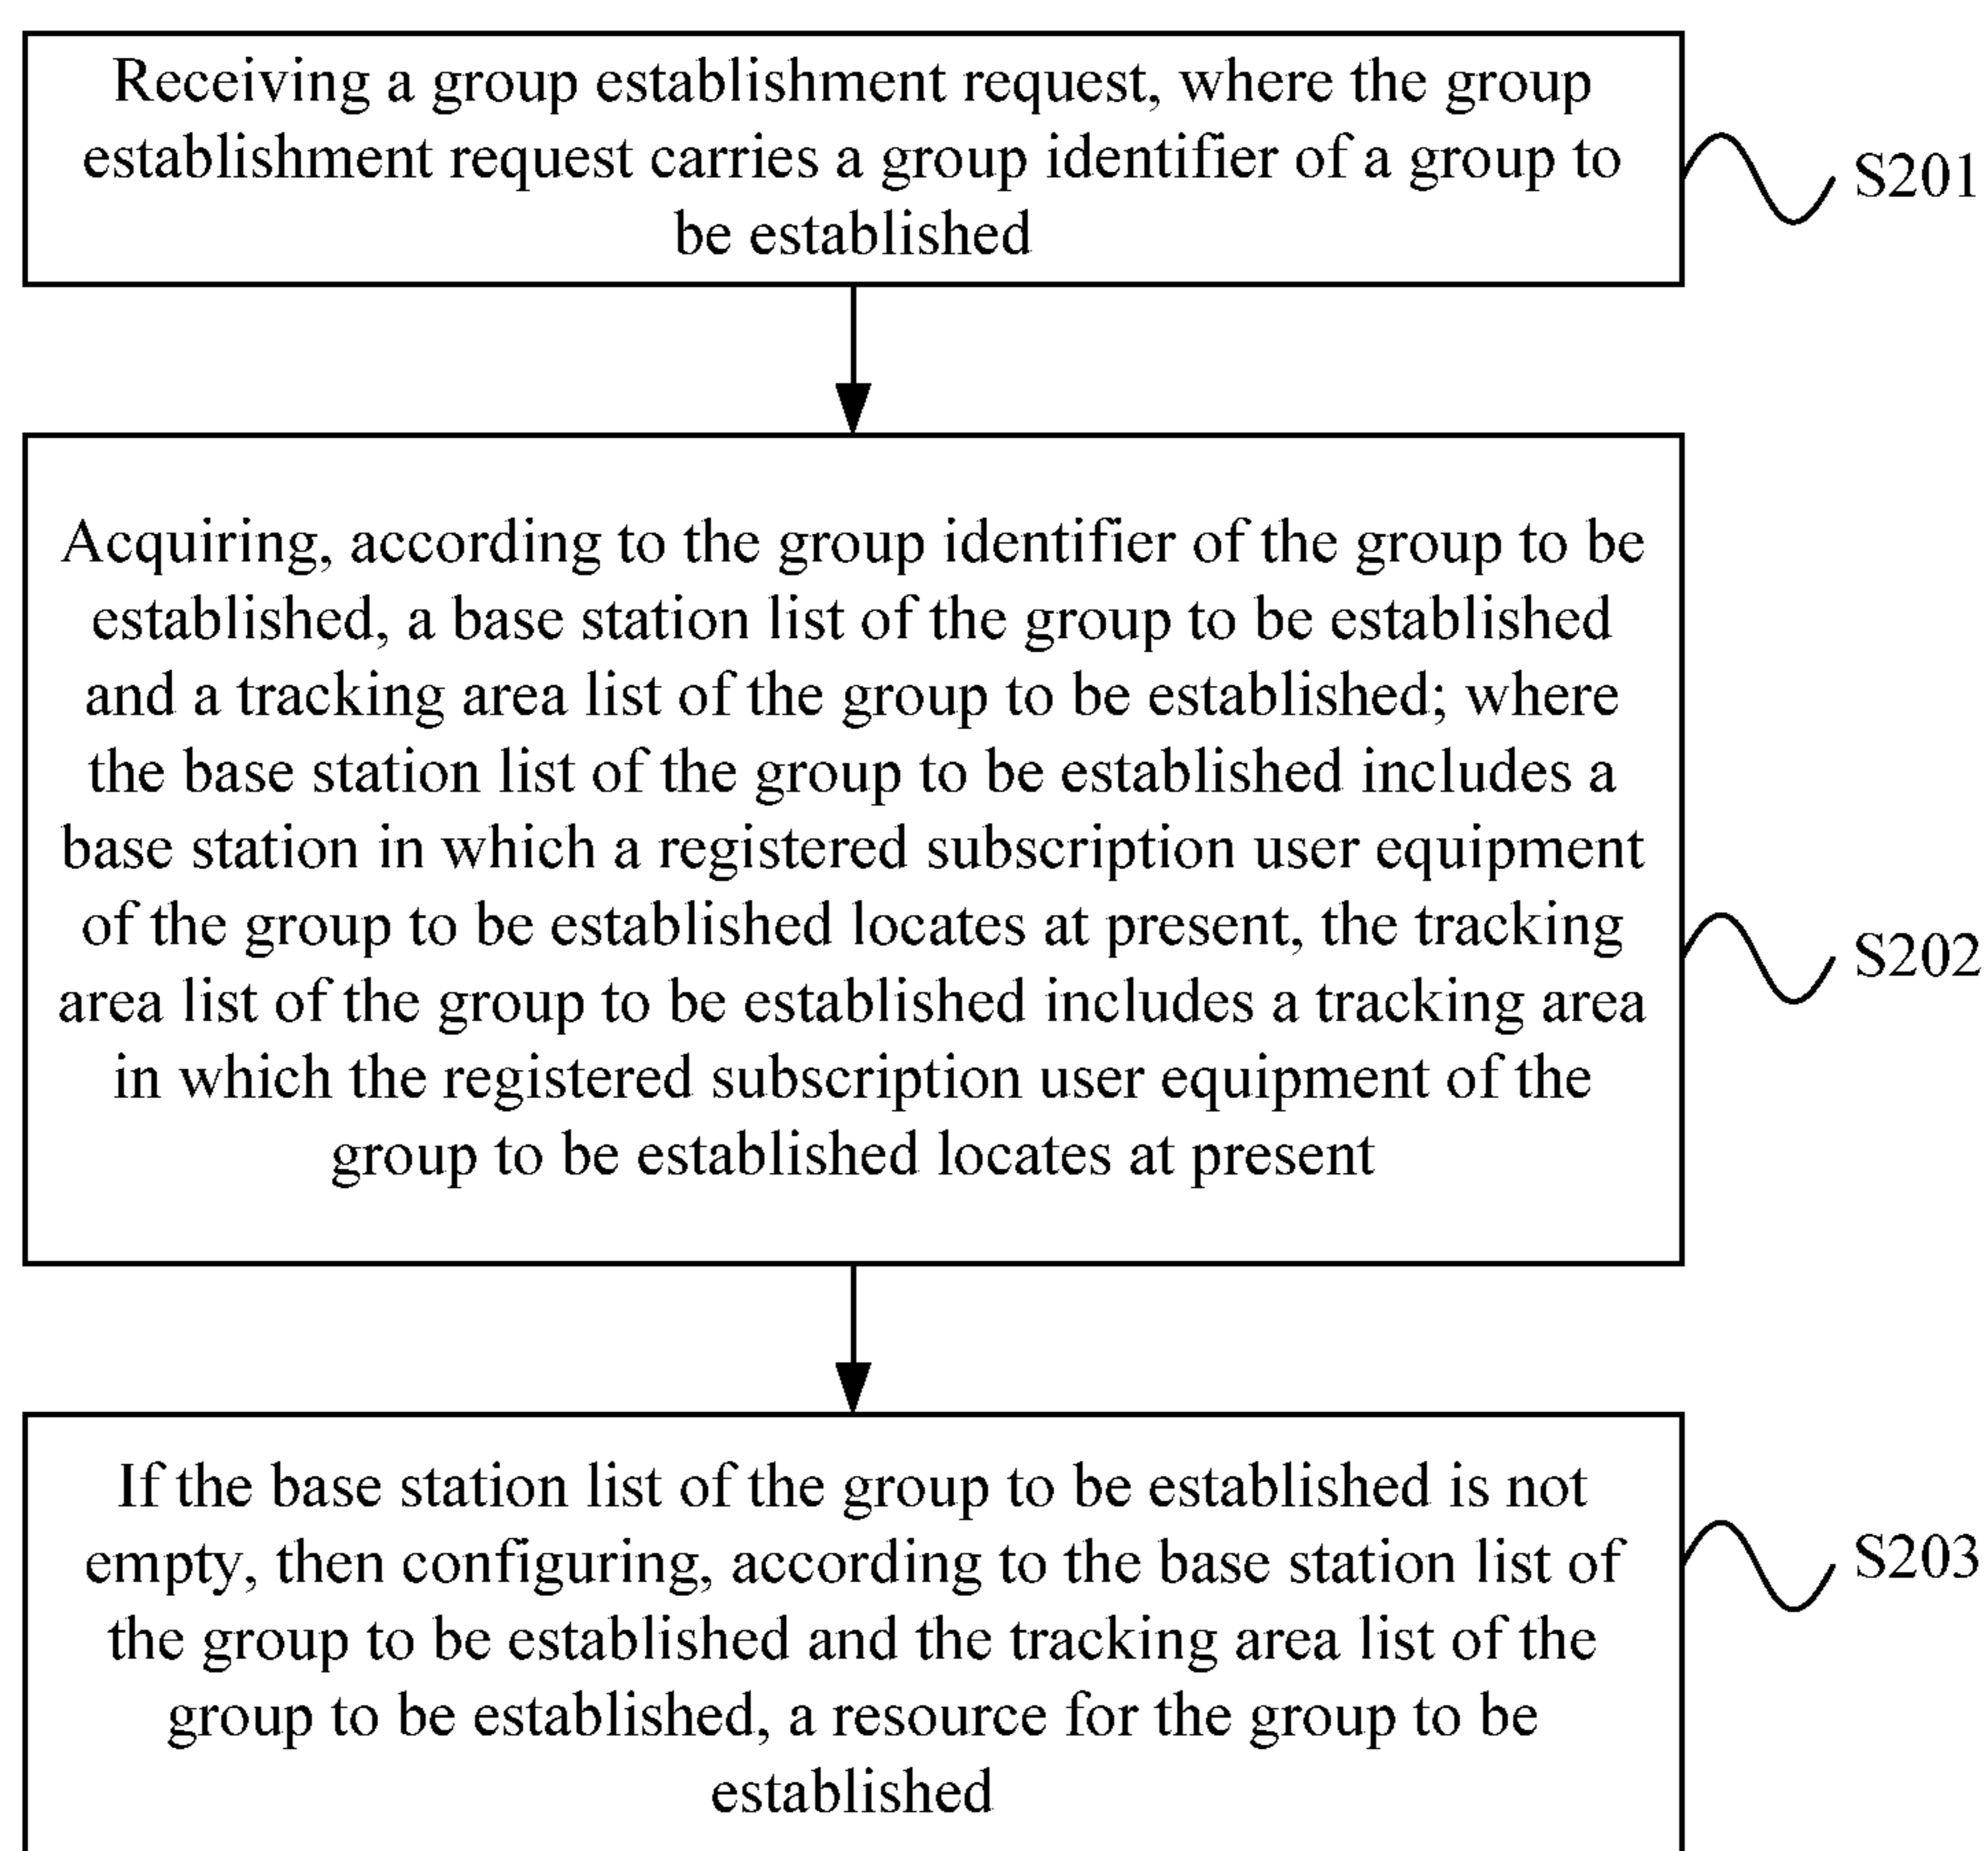 Receiving a group establishment request, where the group
establishment request carries a group identifier of a group to
be established
S201
Acquiring, according to the group identifier of the group to be
established, a base station list of the group to be established
and a tracking area list of the group to be established; where
the base station list of the group to be established includes a
base station in which a registered subscription user equipment
of the group to be established locates at present, the tracking
area list of the group to be established includes a tracking area
in which the registered subscription user equipment of the
group to be established locates at present
S202
If the base station list of the group to be established is not
empty, then configuring, according to the base station list of
the group to be established and the tracking area list of the
group to be established, a resource for the group to be
established
S203